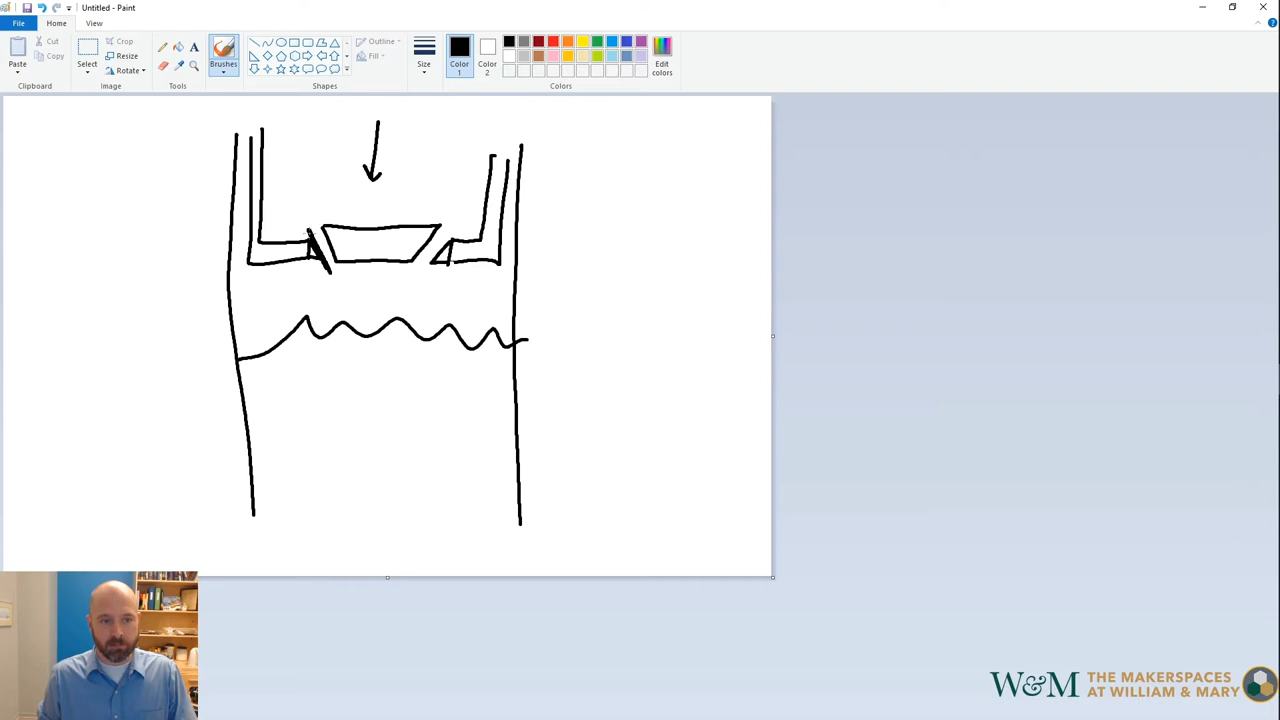 Untitled - Paint
File
Home
View
Paste
Cut
Copy
Clipboard
Select
Crop
Resize
Rotate
Image
A
Tools
Brushes
Outline
Fill
Shapes
Size
Color
1
Color
2
Edit
colors
Colors
W&M THE MAKERSPACES
AT WILLIAM & MARY